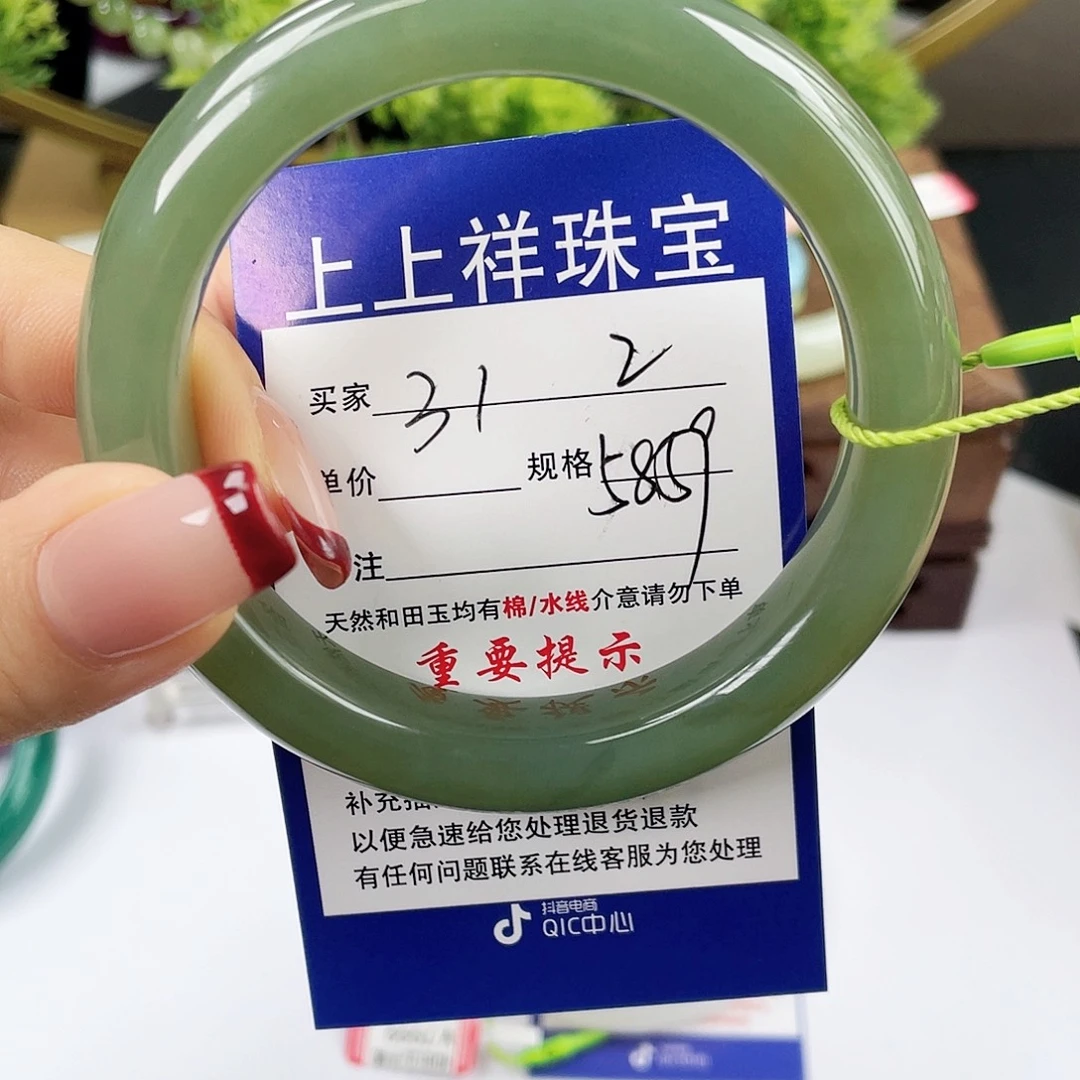 上上祥珠宝
买家 31 2
单价 规格 58
注
天然和田玉均有棉/水线介意请勿下单
重要提示
补充
以便急速给您处理退货退款
有任何问题联系在线客服为您处理
抖音电商
QIC中心